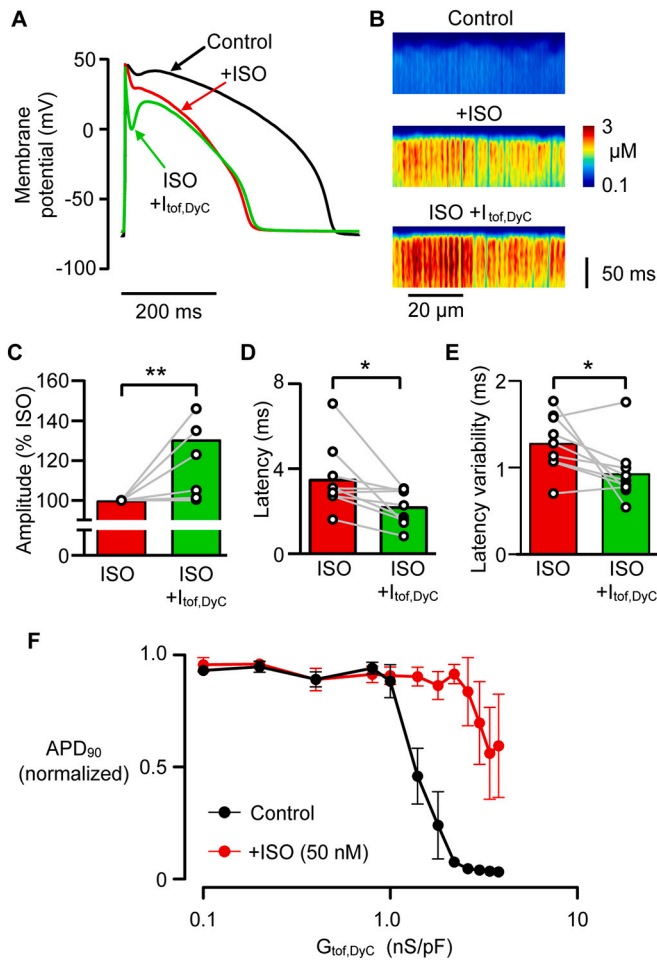 A
Control
+ISO
ISO
+Itof,DyC
Membrane
potential (mV)
50
0
-50
-100
200 ms
B
Control
+ISO
3
µM
0.1
ISO +Itof,DyC
50 ms
20 µm
C
Amplitude (% ISO)
160
140
120
100
0
**
ISO
ISO
+Itof,DyC
D
Latency (ms)
8
4
0
*
ISO
ISO
+Itof,DyC
E
Latency variability (ms)
2
1
0
*
ISO
ISO
+Itof,DyC
F
APD90
(normalized)
1.0
0.5
0
Control
+ISO (50 nM)
0.1
1.0
10
Gtof,DyC (nS/pF)